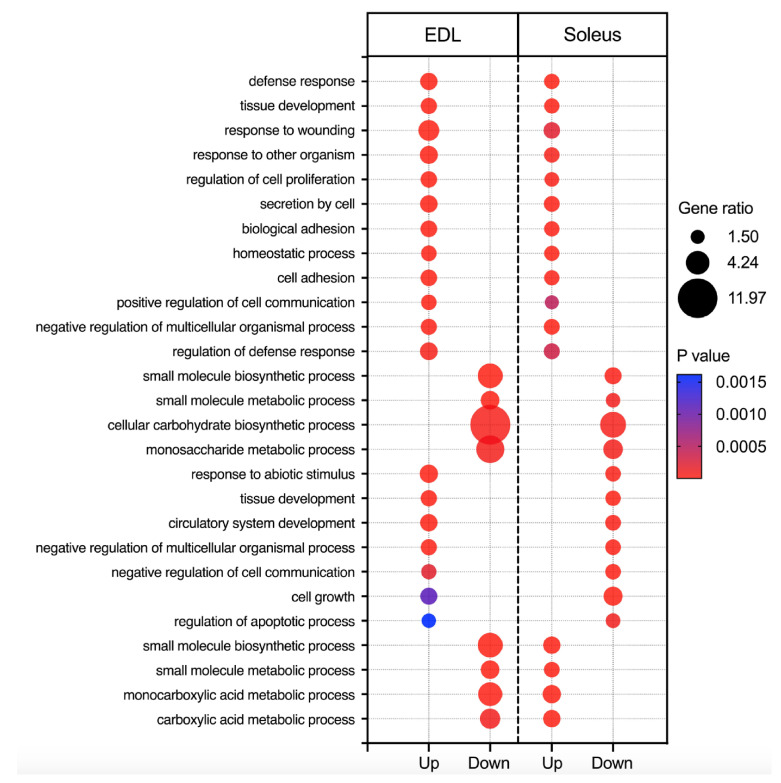 EDL Soleus
defense response
tissue development
response to wounding
response to other organism
regulation of cell proliferation
secretion by cell
biological adhesion
homeostatic process
cell adhesion
positive regulation of cell communication
negative regulation of multicellular organismal process
regulation of defense response
small molecule biosynthetic process
small molecule metabolic process
cellular carbohydrate biosynthetic process
monosaccharide metabolic process
response to abiotic stimulus
tissue development
circulatory system development
negative regulation of multicellular organismal process
negative regulation of cell communication
cell growth
regulation of apoptotic process
small molecule biosynthetic process
small molecule metabolic process
monocarboxylic acid metabolic process
carboxylic acid metabolic process
Up Down Up Down
Gene ratio
1.50
4.24
11.97
P value
0.0015
0.0010
0.0005